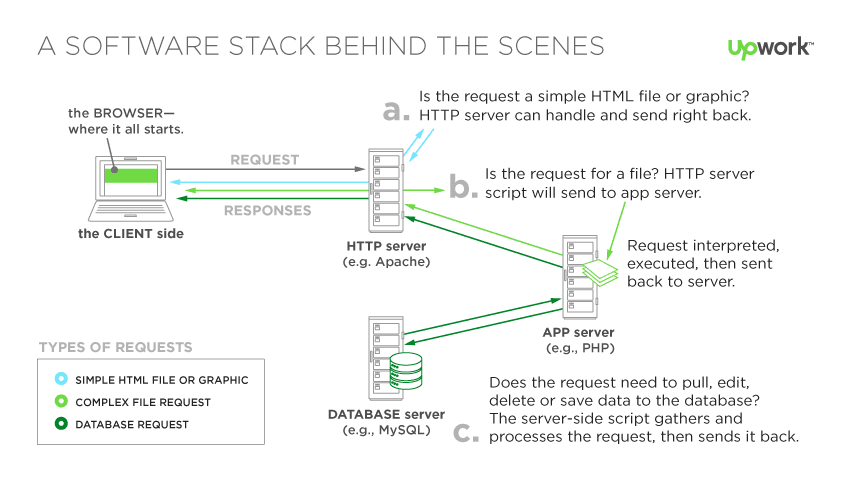 A SOFTWARE STACK BEHIND THE SCENES
Upwork™
the BROWSER—
where it all starts.
a.
Is the request a simple HTML file or graphic?
HTTP server can handle and send right back.
REQUEST
RESPONSES
the CLIENT side
HTTP server
(e.g. Apache)
b.
Is the request for a file? HTTP server
script will send to app server.
Request interpreted,
executed, then sent
back to server.
APP server
(e.g., PHP)
TYPES OF REQUESTS
SIMPLE HTML FILE OR GRAPHIC
COMPLEX FILE REQUEST
DATABASE REQUEST
DATABASE server
(e.g., MySQL)
c.
Does the request need to pull, edit,
delete or save data to the database?
The server-side script gathers and
processes the request, then sends it back.